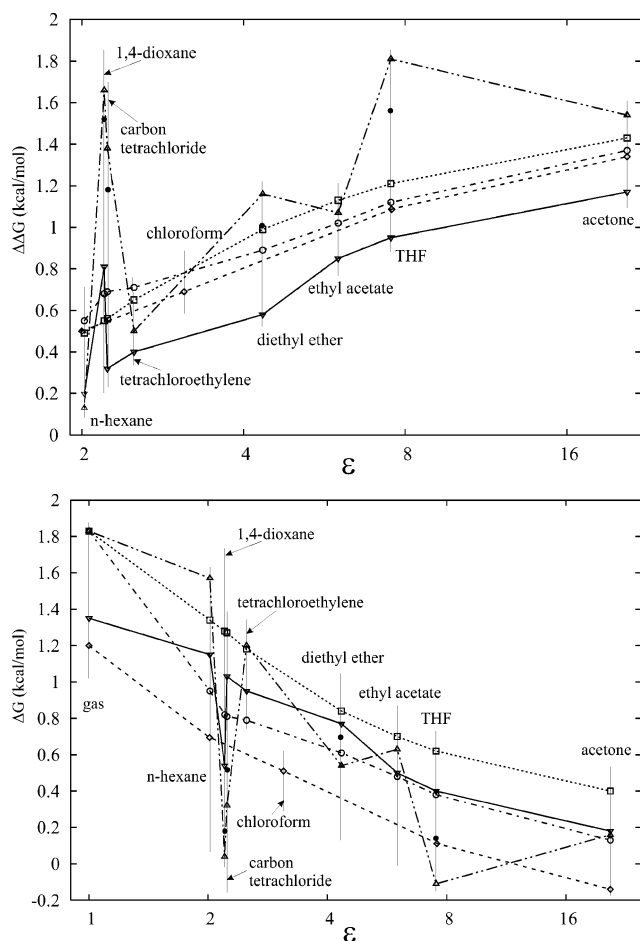 2
1.8
1.6
1.4
1.2
1
0.8
0.6
0.4
0.2
0
ΔΔG (kcal/mol)
1,4-dioxane
carbon
tetrachloride
chloroform
acetone
THF
ethyl acetate
diethyl ether
tetrachloroethylene
n-hexane
2 4 8 16
ε
2
1.8
1.6
1.4
1.2
1
0.8
0.6
0.4
0.2
0
-0.2
ΔG (kcal/mol)
1,4-dioxane
tetrachloroethylene
diethyl ether
ethyl acetate
THF
acetone
gas
n-hexane
chloroform
carbon
tetrachloride
1 2 4 8 16
ε